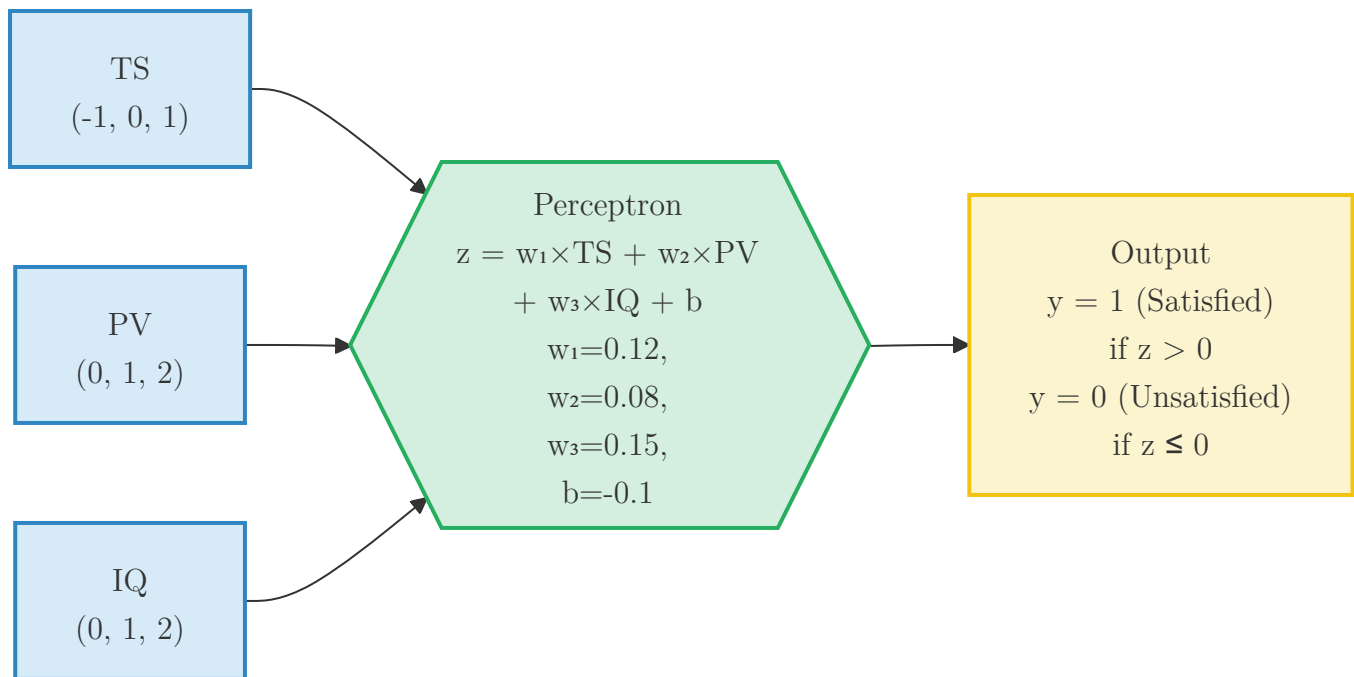 TS
(-1, 0, 1)
PV
(0, 1, 2)
IQ
(0, 1, 2)
Perceptron
z = w₁×TS + w₂×PV
+ w₃×IQ + b
w₁=0.12,
w₂=0.08,
w₃=0.15,
b=-0.1
Output
y = 1 (Satisfied)
if z > 0
y = 0 (Unsatisfied)
if z ≤ 0